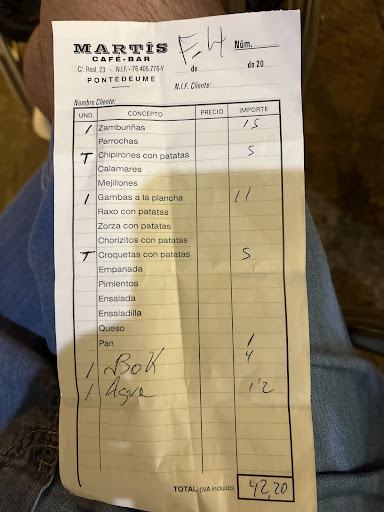 MARTÍS
CAFÉ-BAR
C/. Real, 23 - N.I.F.- 76.405.776-Y
PONTEDEUME
E-4
Núm.
de de 20
N.I.F. Cliente:
Nombre Cliente:
UND. CONCEPTO PRECIO IMPORTE
1 Zamburiñas 15
Parrochas
T Chipirones con patatas 5
Calamares
Mejillones
1 Gambas a la plancha 11
Raxo con patatas
Zorza con patatas
Chorizitos con patatas
T Croquetas con patatas 5
Empanada
Pimientos
Ensalada
Ensaladilla
Queso
Pan 1
1 Bok 4
1 Agua 1'2
TOTAL (IVA incluido) 42,20